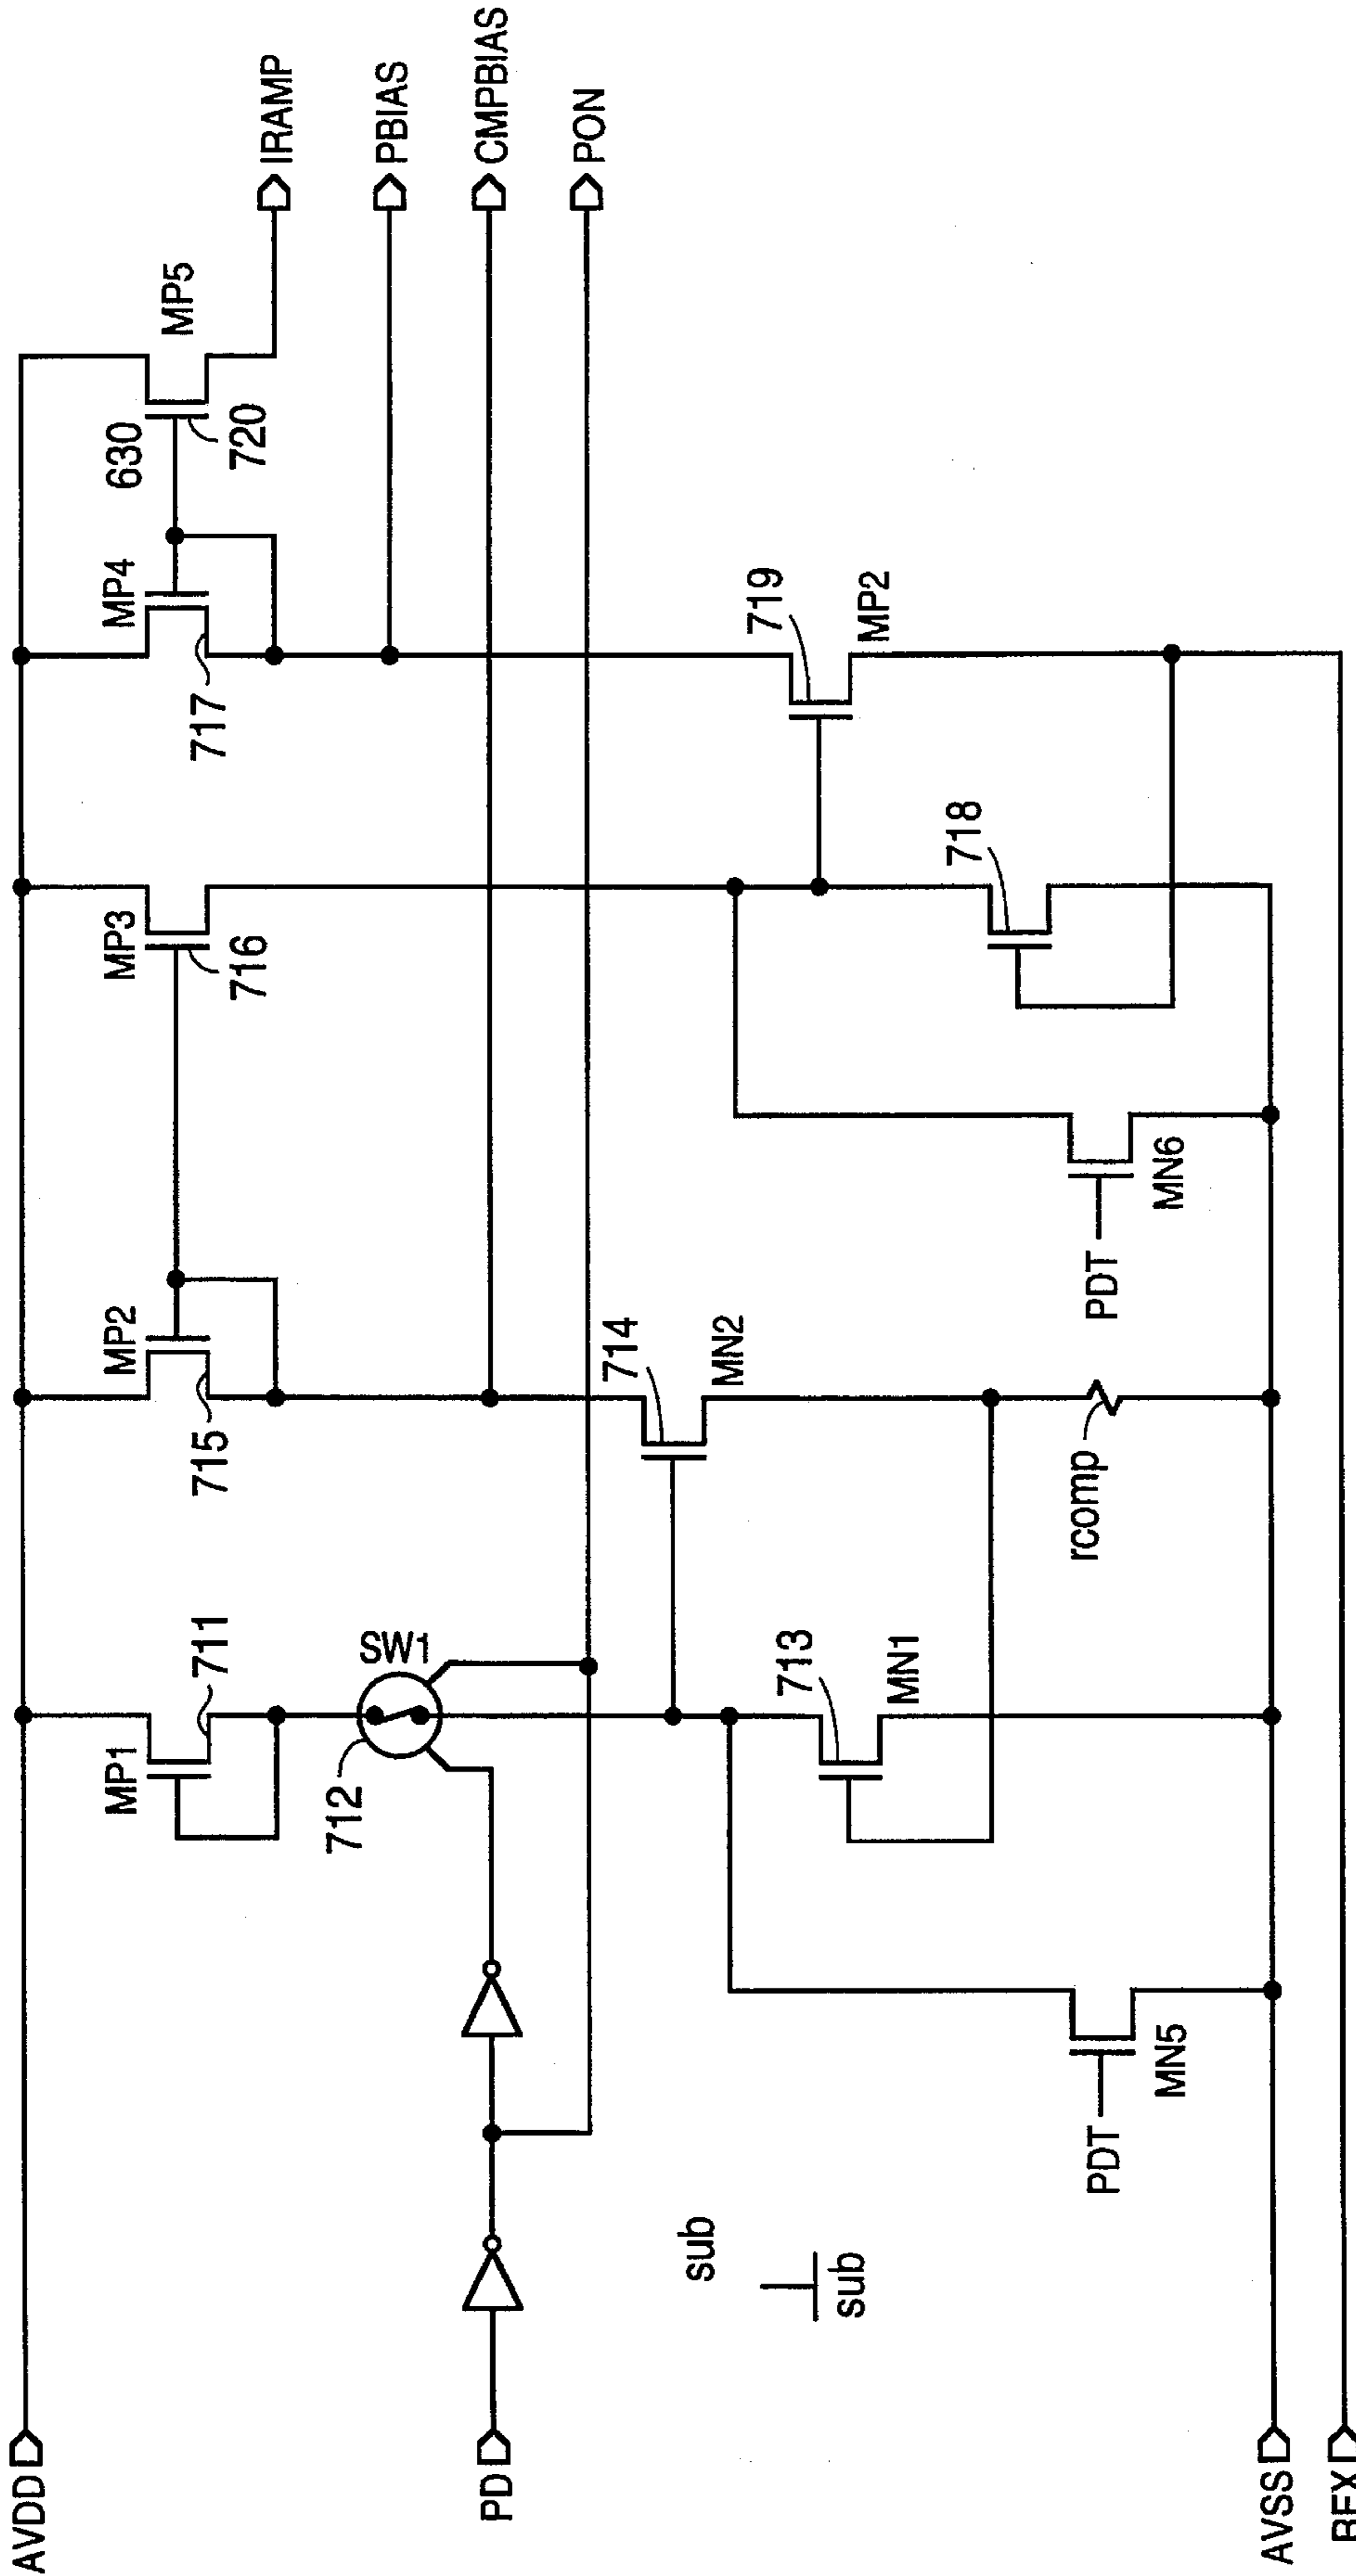 AVDD
MP1
711
MP2
715
MP3
716
MP4
717
630
720
MP5
IRAMP
PBIAS
CMPBIAS
PON
SW1
712
PD
714
MN2
719
MP2
sub
sub
713
MN1
718
PDT
MN5
rcomp
PDT
MN6
AVSS